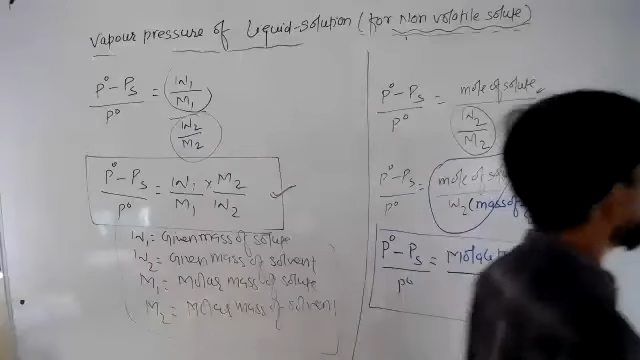 Vapour pressure of Liquid-solution (for Non volatile solute)
P° - Ps / P° = (W1/M1) / (W2/M2)
P° - Ps / P° = W1/M1 × M2/W2
W1 = Given mass of solute
W2 = Given mass of solvent
M1 = Molar mass of solute
M2 = Molar mass of solvent
P° - Ps / P° = mole of solute / (W2/M2)
P° - Ps / P° = mole of / W2 (mass of
P° - Ps / P° =